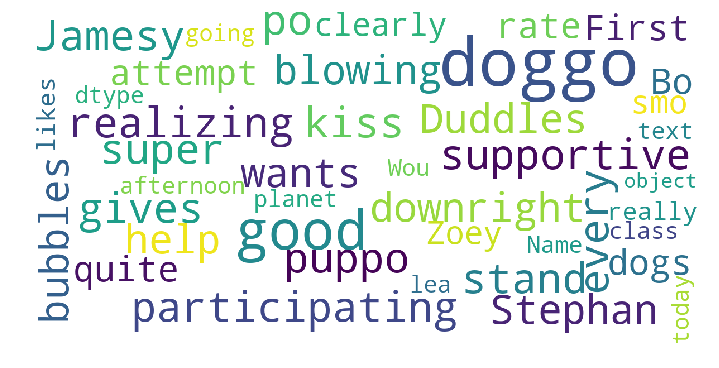 Jamesy
going
po
clearly
rate
First
attempt
blowing
doggo
Bo
smo
likes
dtype
realizing
kiss
Duddles
text
super
wants
Wou
supportive
afternoon
planet
object
bubbles
gives
good
downright
every
really
help
Zoey
Name
class
quite
puppo
lea
stand
dogs
participating
Stephan
today